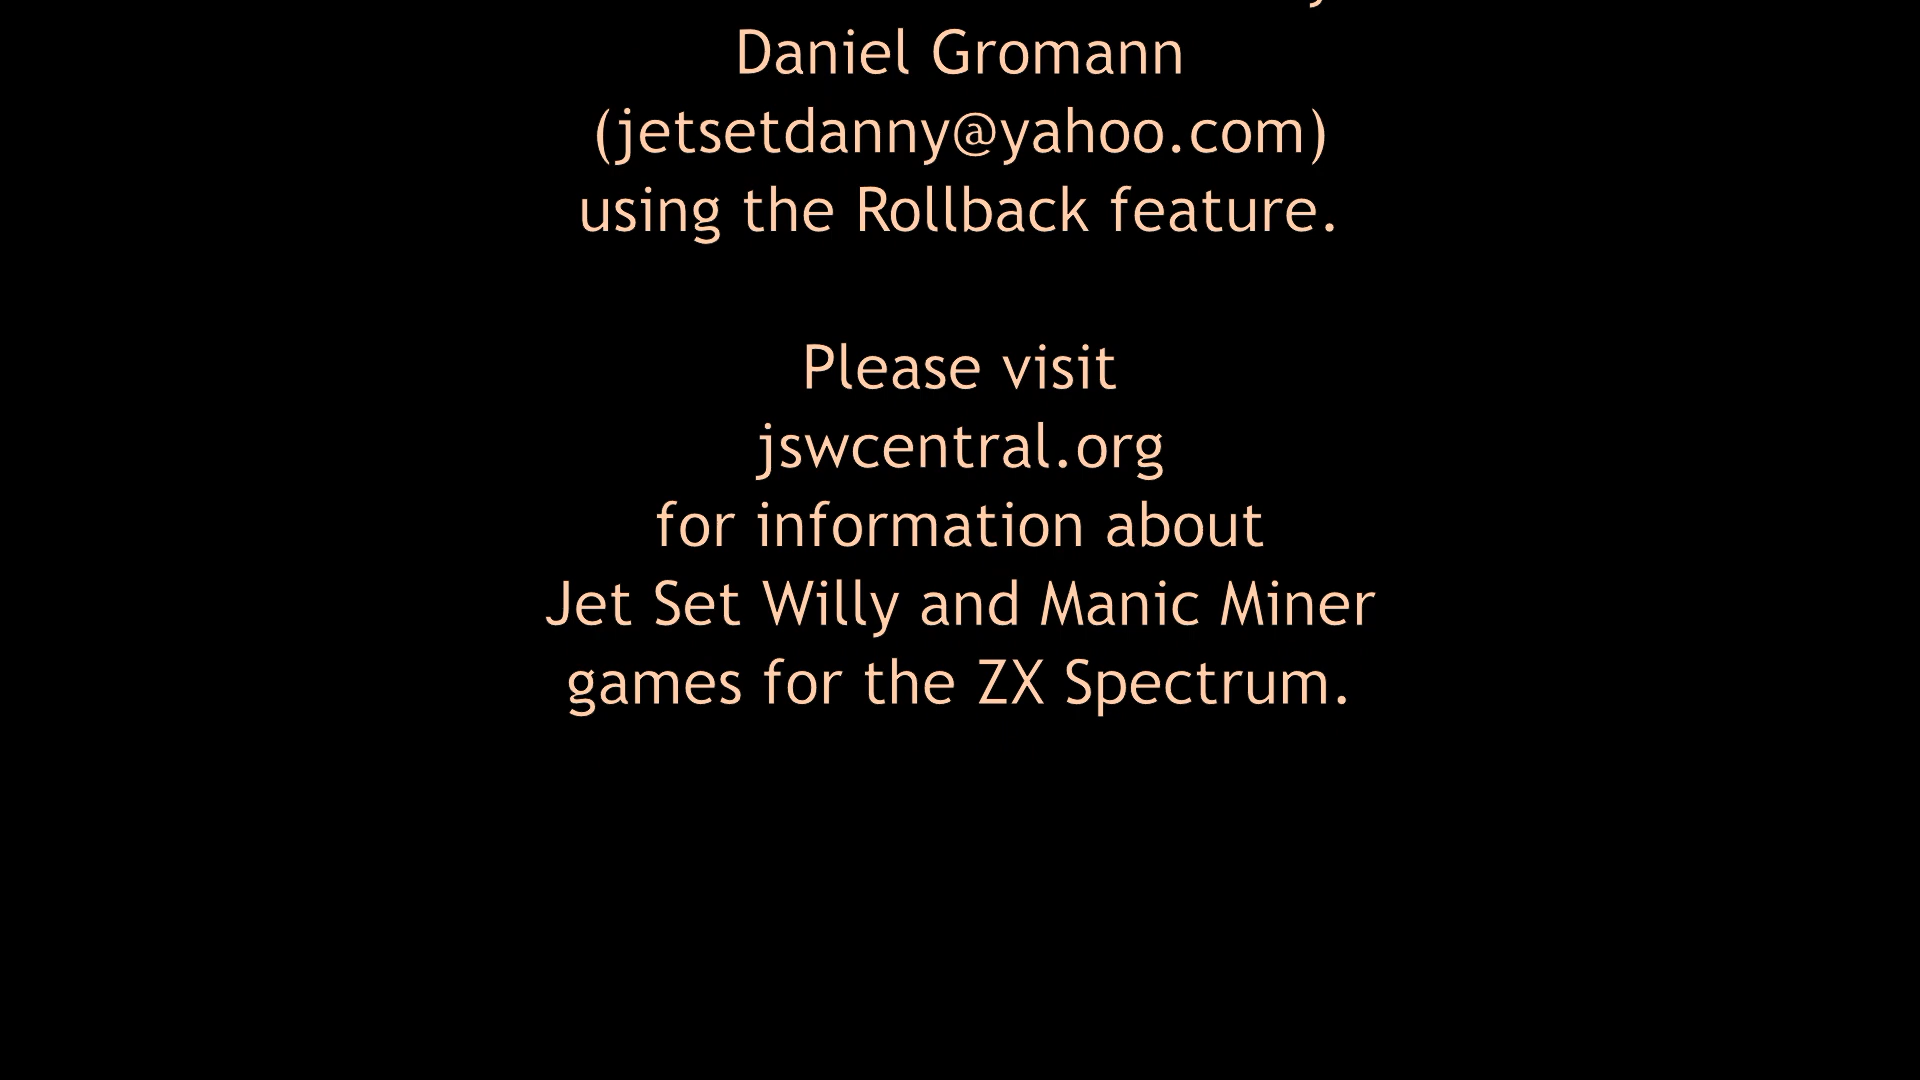 Daniel Gromann
(jetsetdanny@yahoo.com)
using the Rollback feature.
Please visit
jswcentral.org
for information about
Jet Set Willy and Manic Miner
games for the ZX Spectrum.